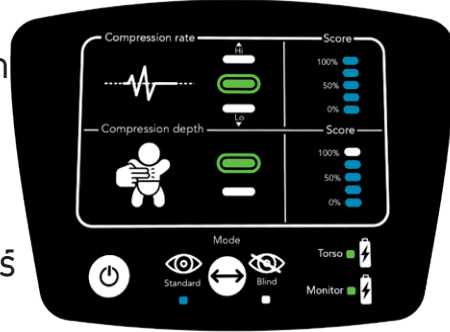 Compression rate
Hi
Lo
Score
100%
50%
0%
Compression depth
Score
100%
50%
0%
Mode
Standard
Blind
Torso
Monitor